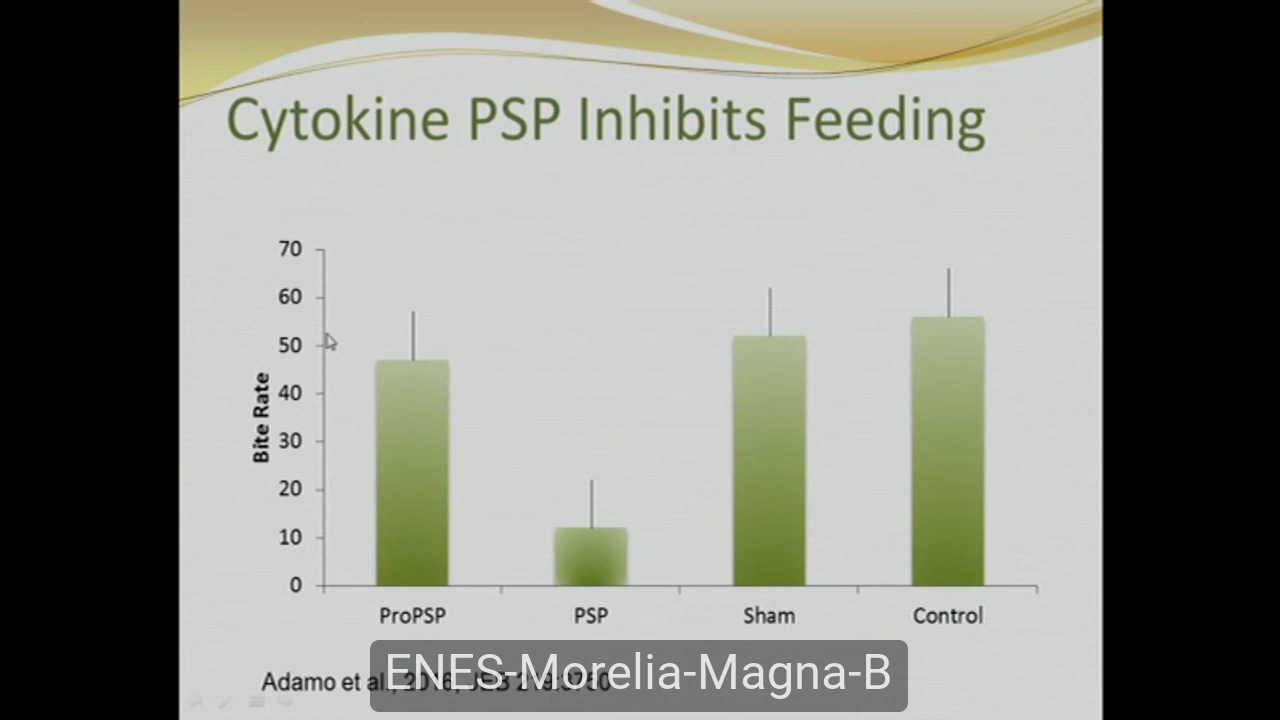 Cytokine PSP Inhibits Feeding
70
60
50
40
30
20
10
0
Bite Rate
ProPSP
PSP
Sham
Control
Adamo et al
ENES-Morelia-Magna-B